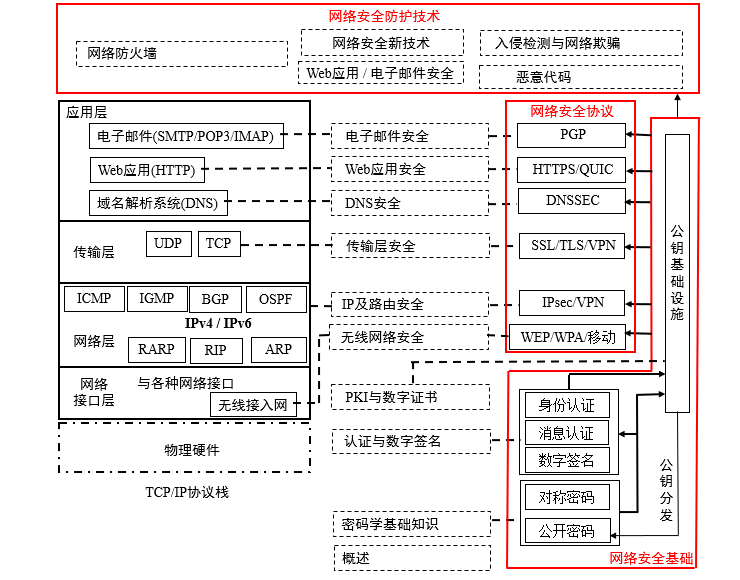 网络安全防护技术
网络防火墙
网络安全新技术
入侵检测与网络欺骗
Web应用 / 电子邮件安全
恶意代码
应用层
电子邮件(SMTP/POP3/IMAP)
Web应用(HTTP)
域名解析系统(DNS)
传输层
UDP
TCP
ICMP
IGMP
BGP
OSPF
IPv4 / IPv6
网络层
RARP
RIP
ARP
网络
接口层
与各种网络接口
无线接入网
物理硬件
TCP/IP协议栈
电子邮件安全
Web应用安全
DNS安全
传输层安全
IP及路由安全
无线网络安全
PKI与数字证书
认证与数字签名
密码学基础知识
概述
网络安全协议
PGP
HTTPS/QUIC
DNSSEC
SSL/TLS/VPN
IPsec/VPN
WEP/WPA/移动
身份认证
消息认证
数字签名
对称密码
公开密码
公钥基础设施
公钥分发
网络安全基础